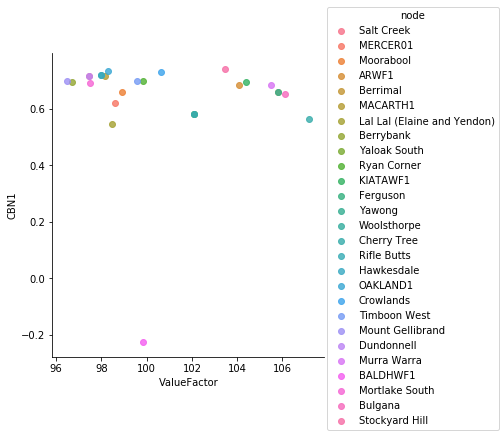 node
Salt Creek
MERCER01
Moorabool
ARWF1
Berrimal
MACARTH1
Lal Lal (Elaine and Yendon)
Berrybank
Yaloak South
Ryan Corner
KIATAWF1
Ferguson
Yawong
Woolsthorpe
Cherry Tree
Rifle Butts
Hawkesdale
OAKLAND1
Crowlands
Timboon West
Mount Gellibrand
Dundonnell
Murra Warra
BALDHWF1
Mortlake South
Bulgana
Stockyard Hill
CBN1
0.6
0.4
0.2
0.0
−0.2
96 98 100 102 104 106
ValueFactor